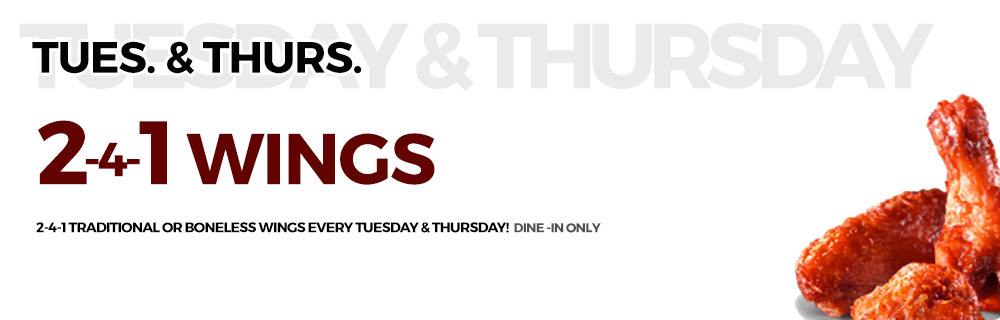 TUESDAY & THURSDAY
TUES. & THURS.
2-4-1 WINGS
2-4-1 TRADITIONAL OR BONELESS WINGS EVERY TUESDAY & THURSDAY! DINE -IN ONLY